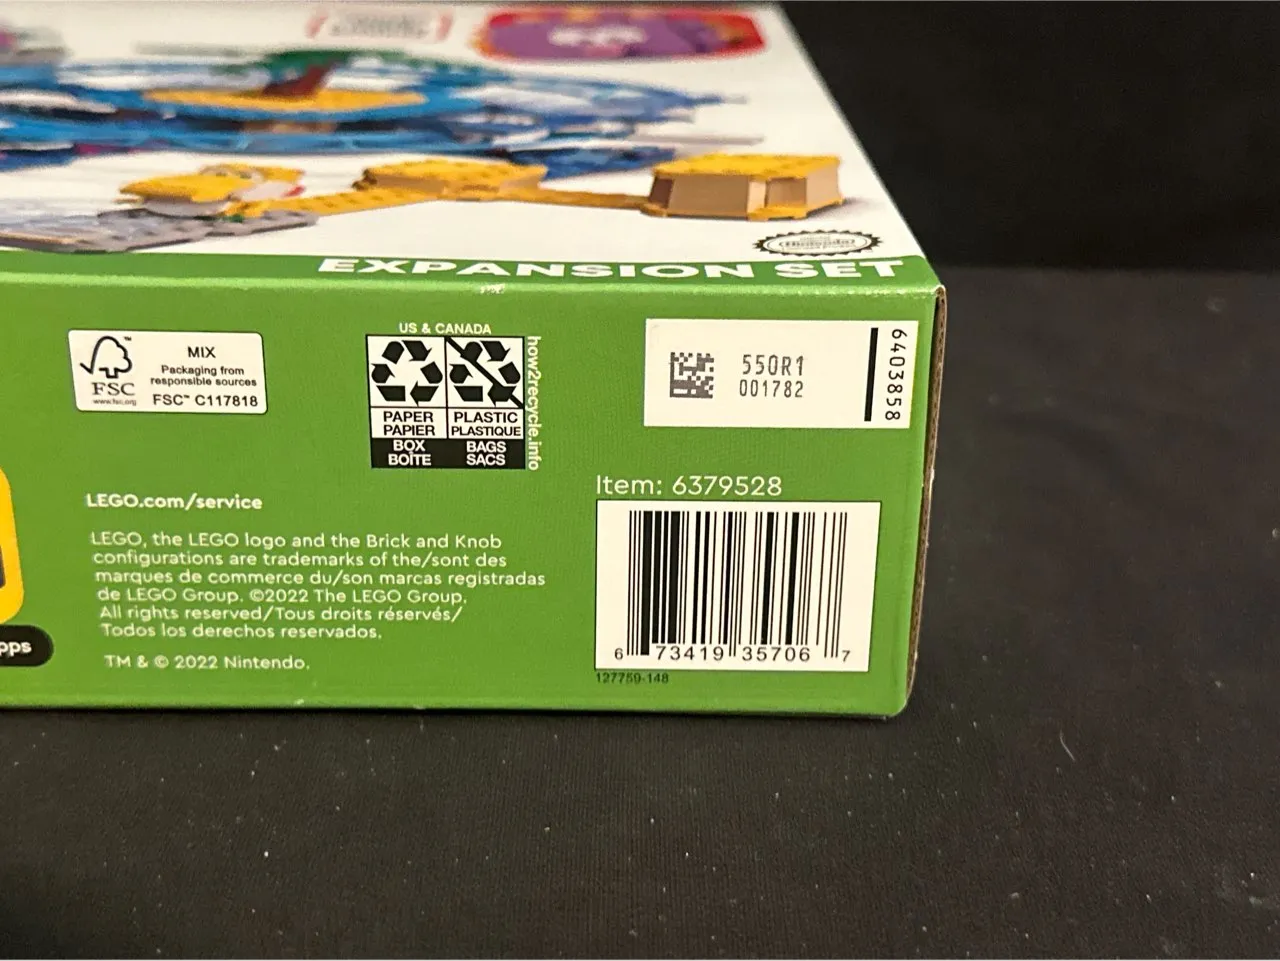 EXPANSION SET
MIX
Packaging from
responsible sources
FSC™ C117818
FSC
www.fsc.org
US & CANADA
PAPER
PAPIER
BOX
BOÎTE
PLASTIC
PLASTIQUE
BAGS
SACS
how2recycle.info
550R1
001782
6403858
LEGO.com/service
LEGO, the LEGO logo and the Brick and Knob
configurations are trademarks of the/sont des
marques de commerce du/son marcas registradas
de LEGO Group. ©2022 The LEGO Group.
All rights reserved/Tous droits réservés/
Todos los derechos reservados.
TM & © 2022 Nintendo.
Item: 6379528
6 73419 35706 7
127759-148